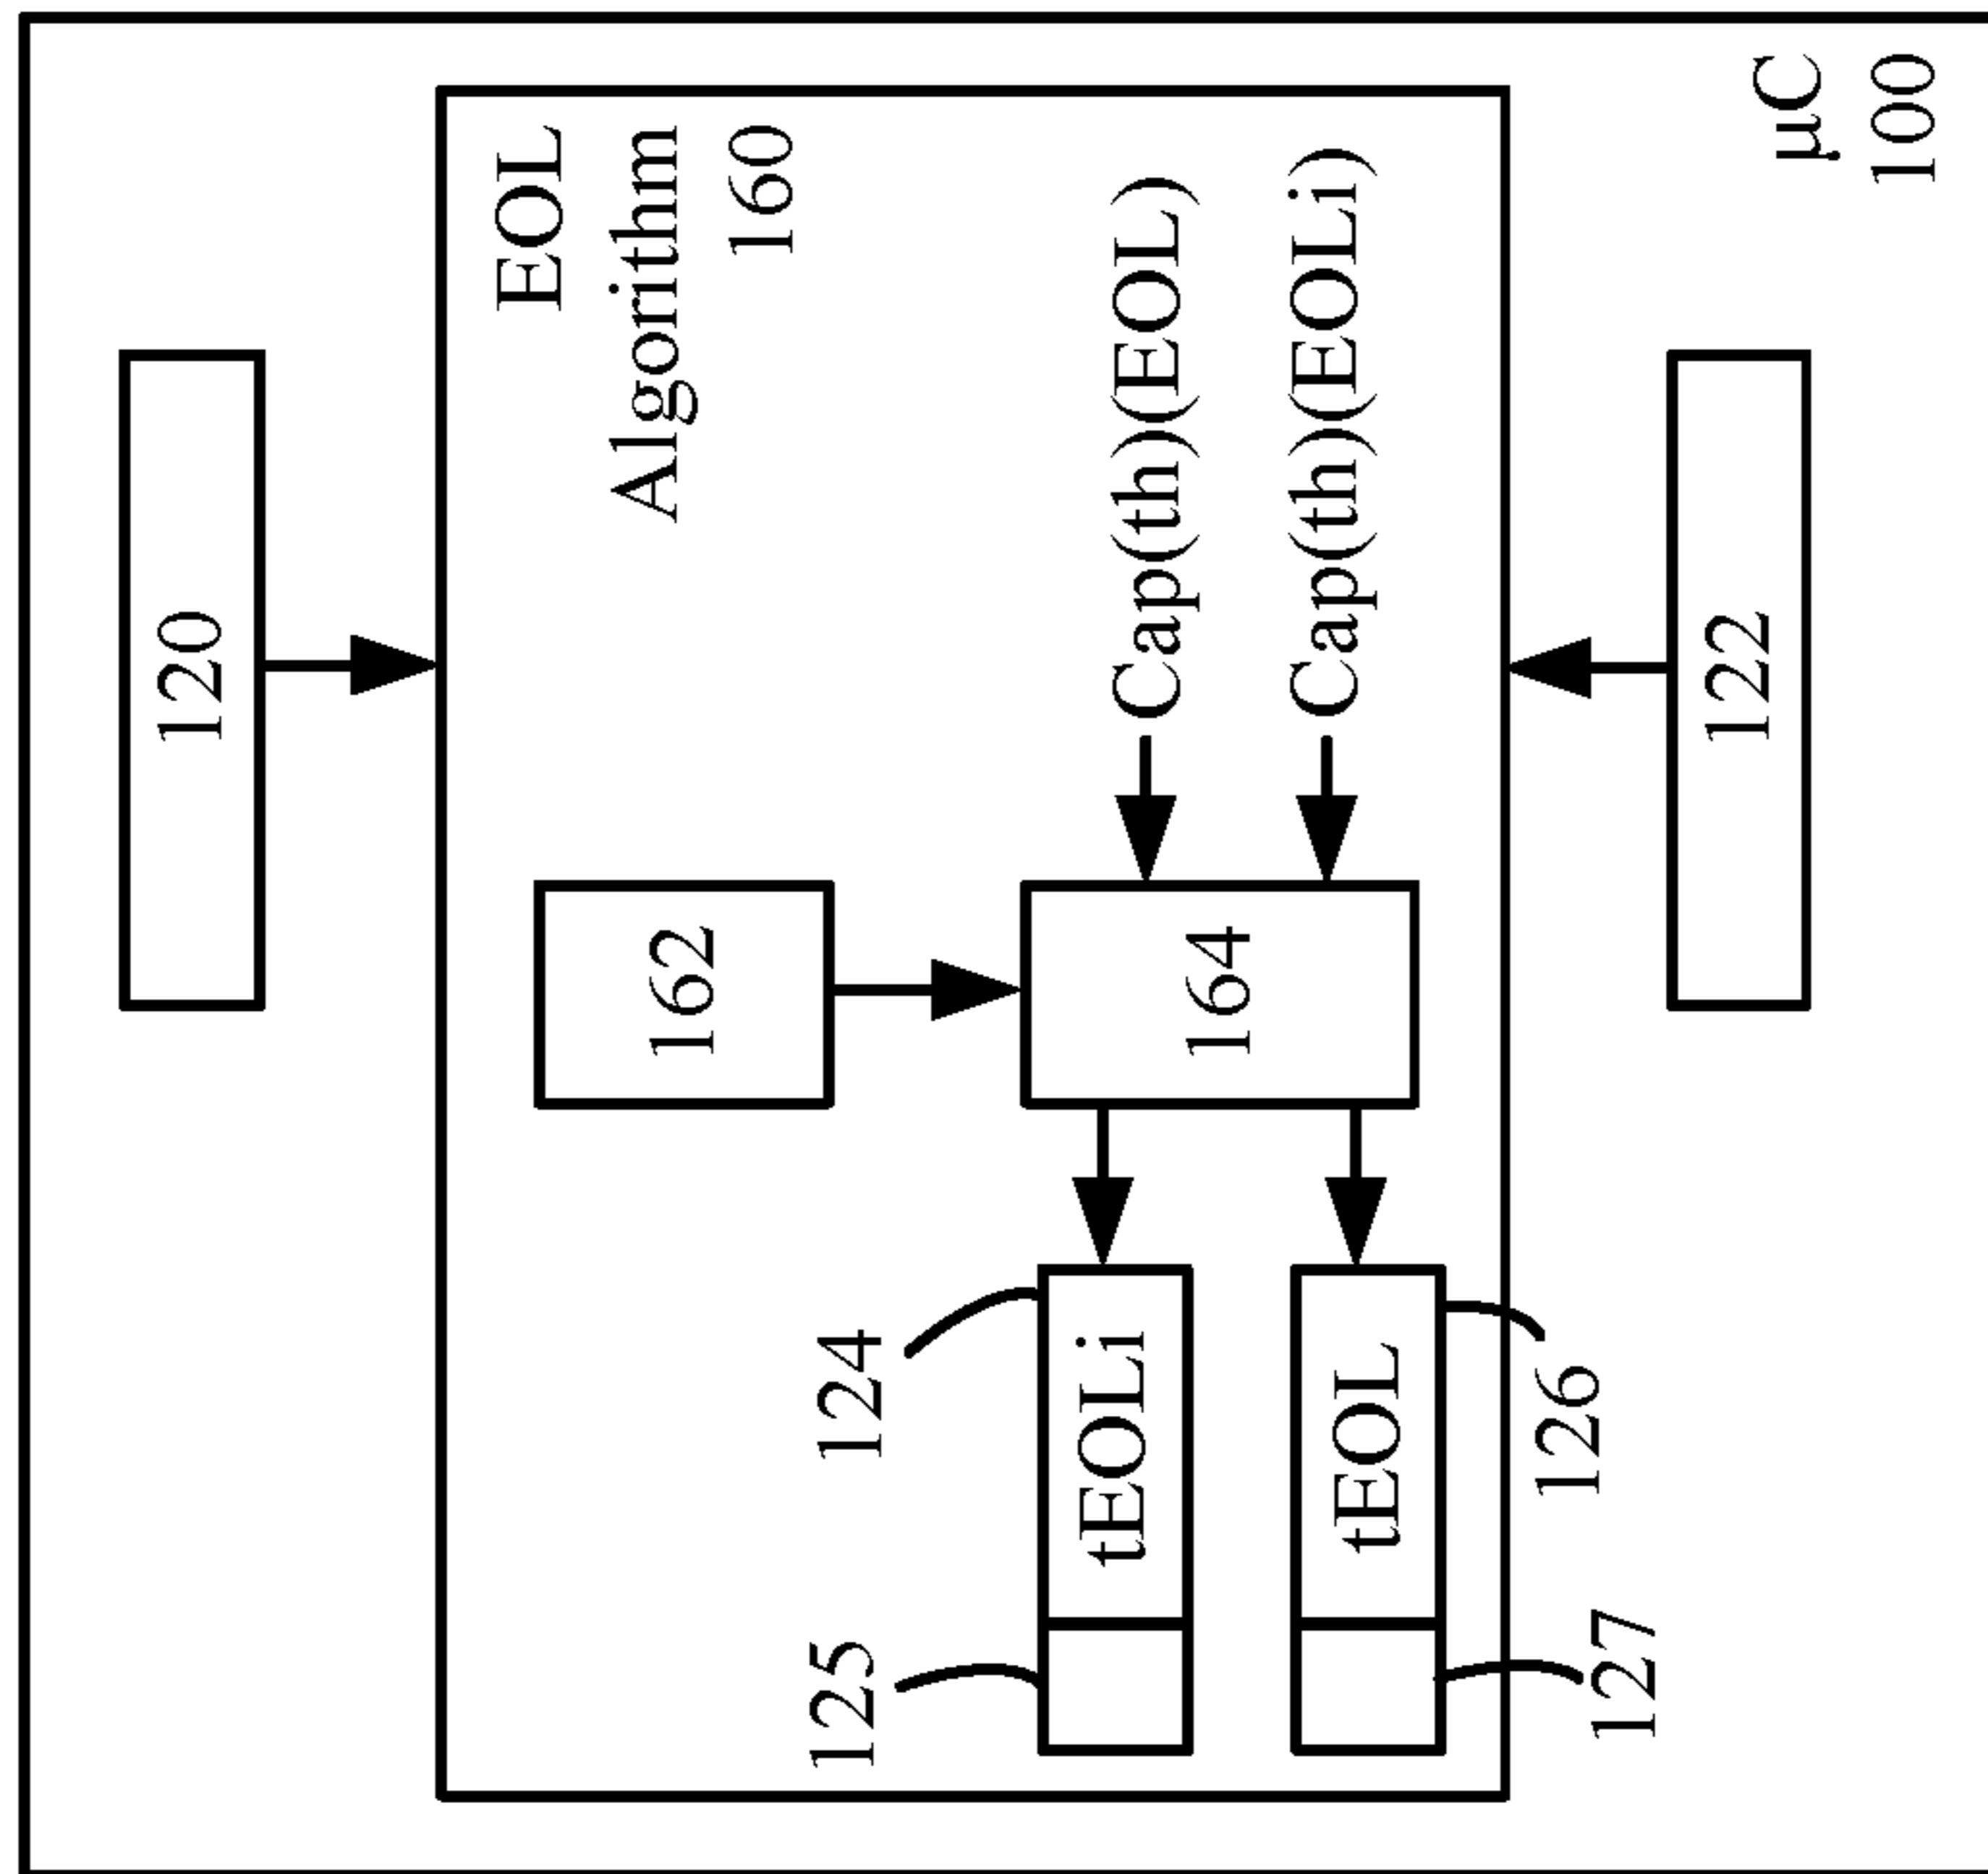 120
EOL
Algorithm
160
162
Cap(th)(EOL)
Cap(th)(EOLi)
164
124
125
tEOLi
tEOL
126
127
122
µC
100